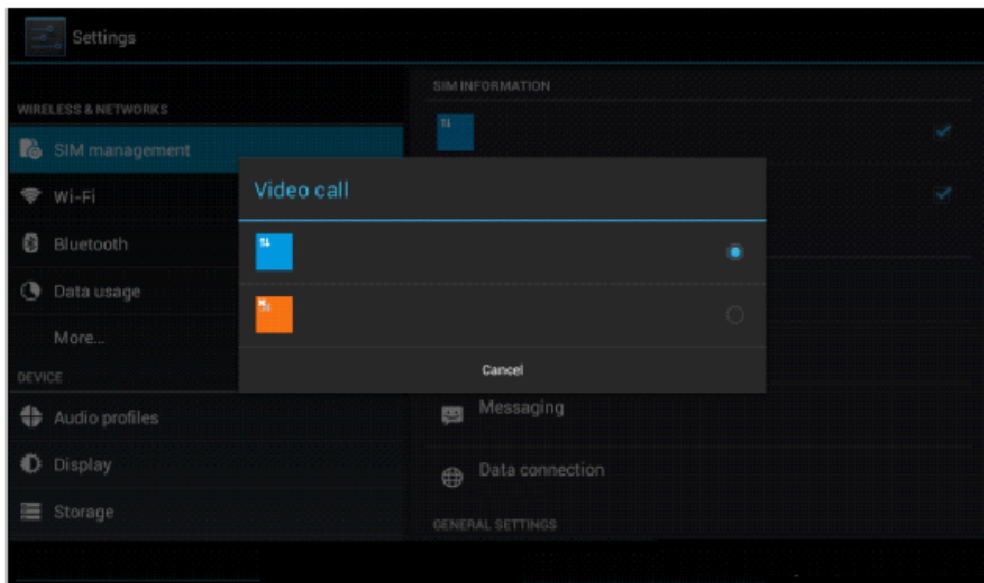 Settings
WIRELESS & NETWORKS
SIM management
Wi-Fi
Bluetooth
Data usage
More...
DEVICE
Audio profiles
Display
Storage
SIM INFORMATION
Video call
Cancel
Messaging
Data connection
GENERAL SETTINGS